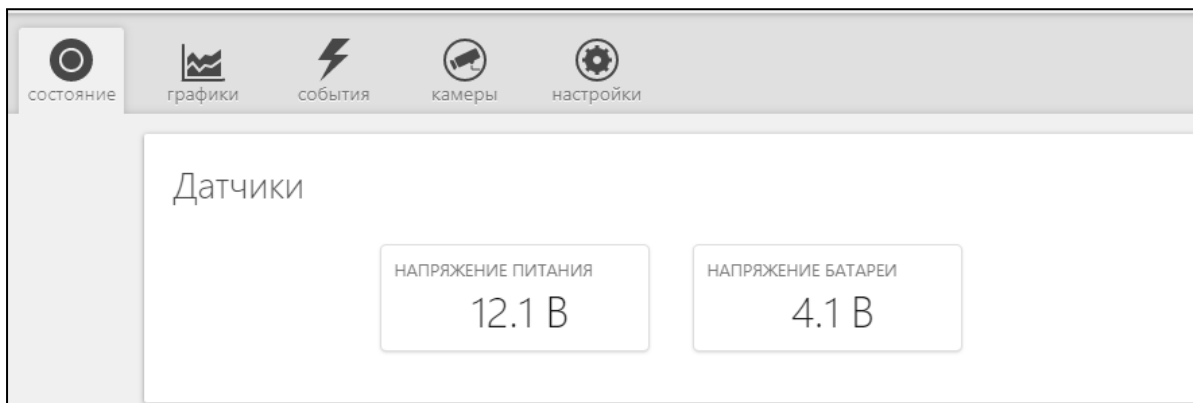 состояние графики события камеры настройки
Датчики
НАПРЯЖЕНИЕ ПИТАНИЯ НАПРЯЖЕНИЕ БАТАРЕИ
12.1 В 4.1 В